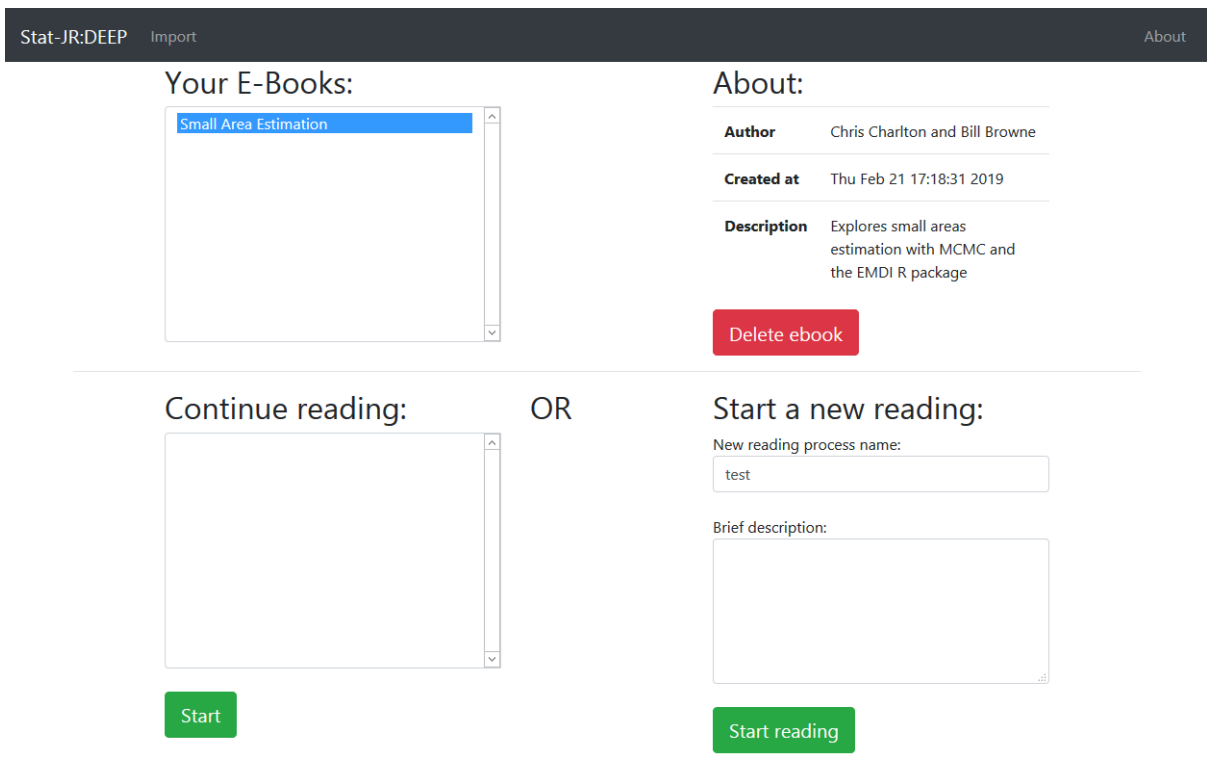 Stat-JR:DEEP Import About
Your E-Books:
Small Area Estimation
About:
Author Chris Charlton and Bill Browne
Created at Thu Feb 21 17:18:31 2019
Description Explores small areas
estimation with MCMC and
the EMDI R package
Delete ebook
Continue reading:
OR
Start a new reading:
New reading process name:
test
Brief description:
Start
Start reading